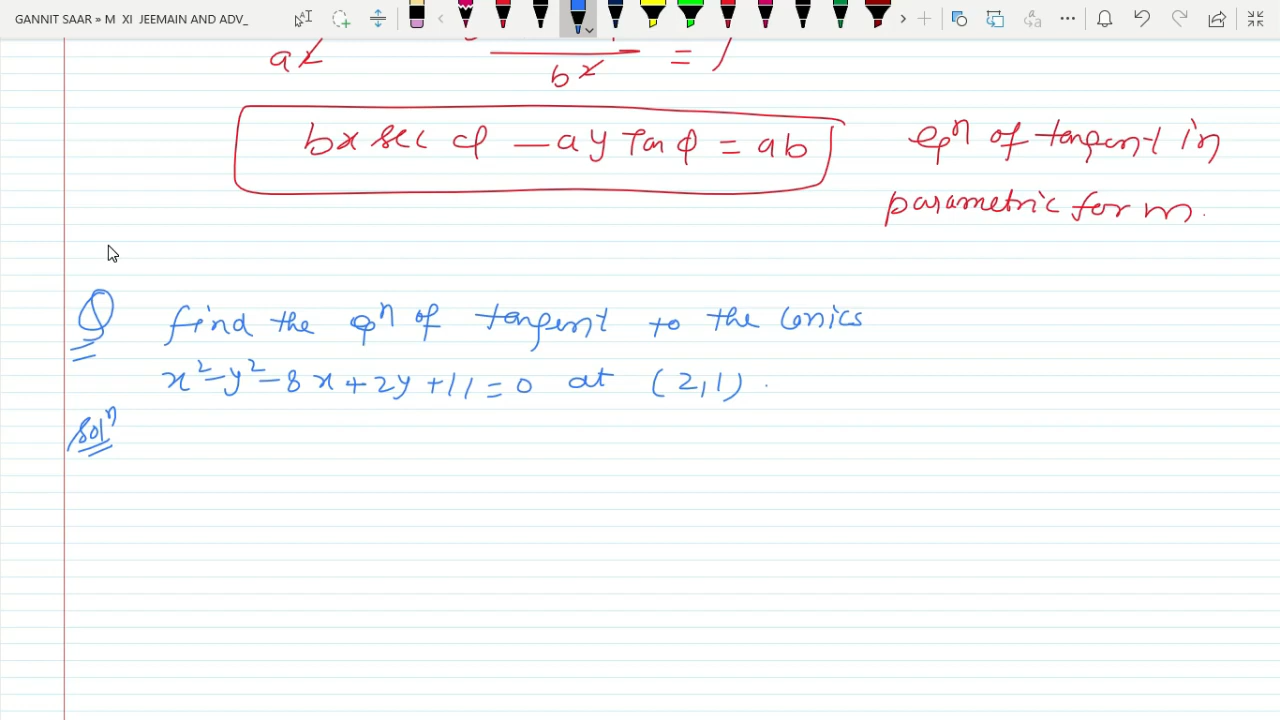 GANNIT SAAR » M XI JEEMAIN AND ADV_
a2
b2 = 1
bx sec φ - ay Tan φ = ab
eqn of tangent in
parametric form.
Q find the eqn of tangent to the conics
x² - y² - 8x + 2y + 11 = 0 at (2,1).
soln